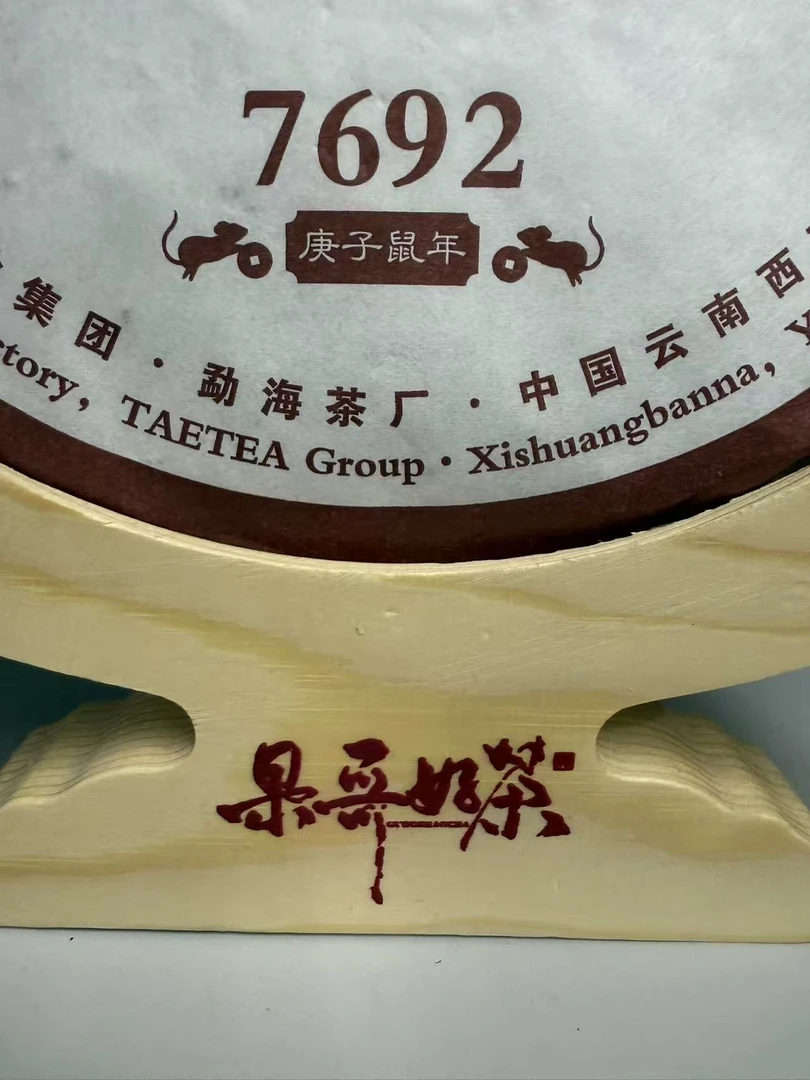 7692
庚子鼠年
集团·勐海茶厂·中国云南西
ctory, TAETEA Group·Xishuangbanna,
果哥好茶